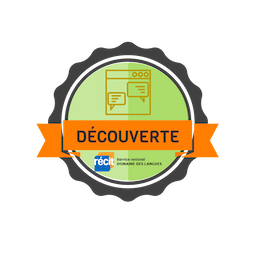 DÉCOUVERTE
récit
Service national
DOMAINE DES LANGUES